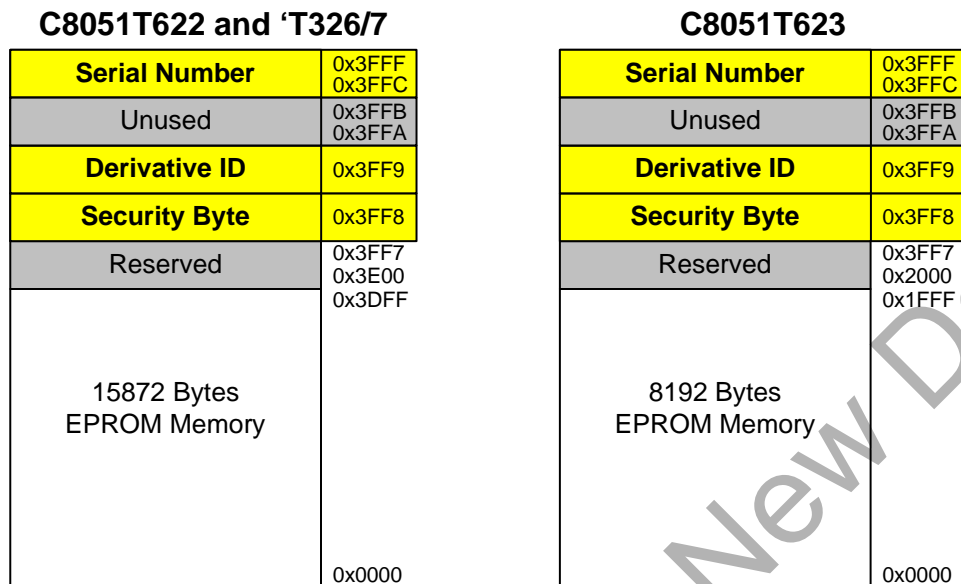 C8051T622 and ‘T326/7
Serial Number
0x3FFF
0x3FFC
Unused
0x3FFB
0x3FFA
Derivative ID
0x3FF9
Security Byte
0x3FF8
Reserved
0x3FF7
0x3E00
0x3DFF
15872 Bytes
EPROM Memory
0x0000
C8051T623
Serial Number
0x3FFF
0x3FFC
Unused
0x3FFB
0x3FFA
Derivative ID
0x3FF9
Security Byte
0x3FF8
Reserved
0x3FF7
0x2000
0x1FFF
8192 Bytes
EPROM Memory
0x0000
New D